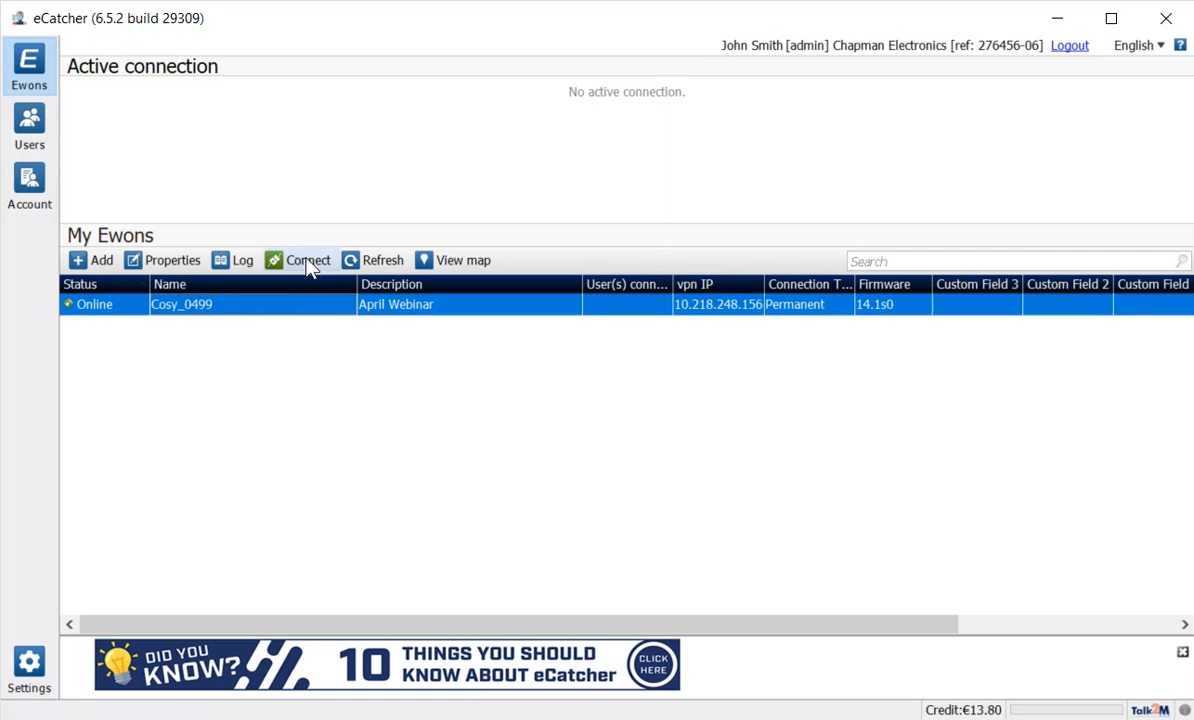 eCatcher (6.5.2 build 29309)
John Smith [admin] Chapman Electronics [ref: 276456-06] Logout English
Ewons
Users
Account
Settings
Active connection
No active connection.
My Ewons
Add Properties Log Connect Refresh View map Search
Status Name Description User(s) conn... vpn IP Connection T... Firmware Custom Field 3 Custom Field 2 Custom Field
Online Cosy_0499 April Webinar 10.218.248.156 Permanent 14.1s0
DID YOU KNOW? 10 THINGS YOU SHOULD KNOW ABOUT eCatcher CLICK HERE
Credit:€13.80 Talk2M